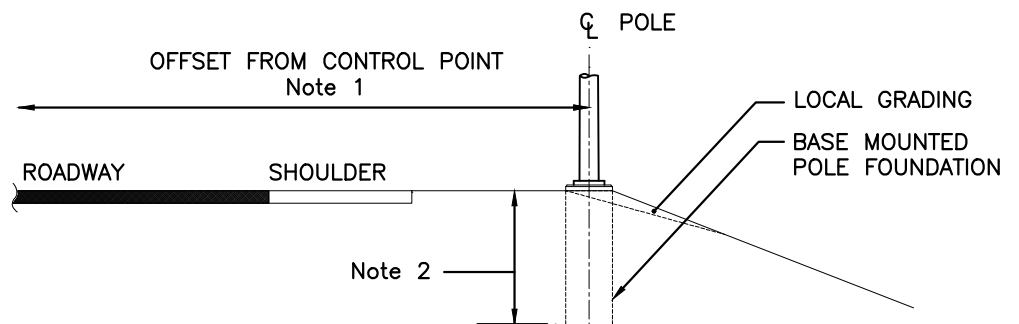 ℄ POLE
OFFSET FROM CONTROL POINT
Note 1
LOCAL GRADING
BASE MOUNTED
POLE FOUNDATION
ROADWAY
SHOULDER
Note 2